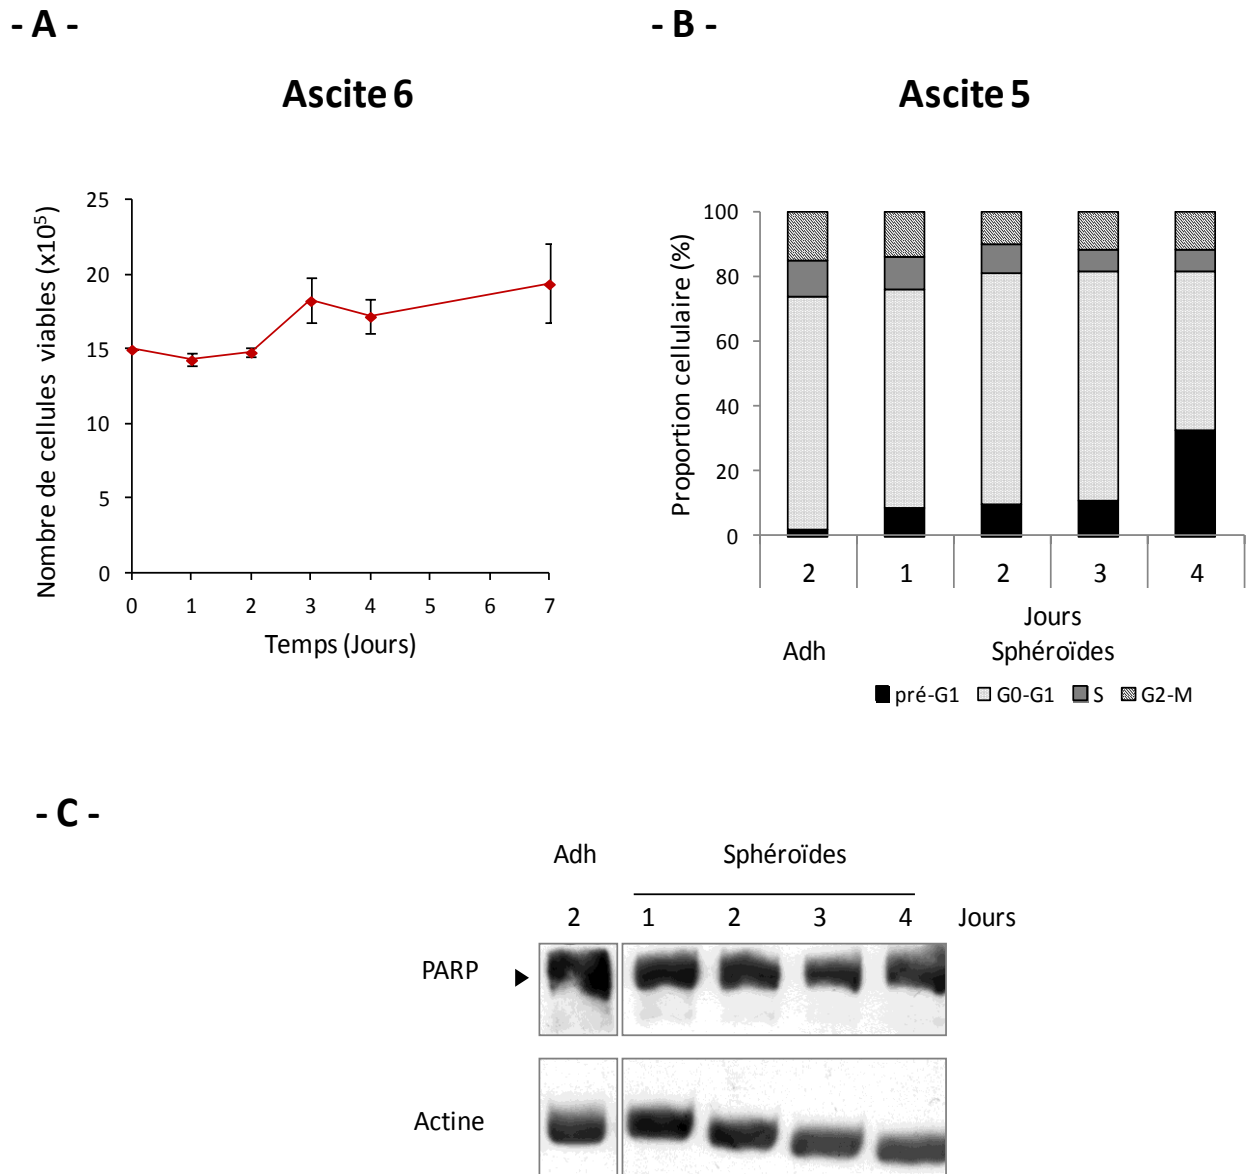 - A -
Ascite 6
Nombre de cellules viables (x10⁵)
25
20
15
10
5
0
0 1 2 3 4 5 6 7
Temps (Jours)
- B -
Ascite 5
Proportion cellulaire (%)
100
80
60
40
20
0
2 1 2 3 4
Jours
Adh Sphéroïdes
pré-G1 G0-G1 S G2-M
- C -
Adh Sphéroïdes
2 1 2 3 4 Jours
PARP
Actine